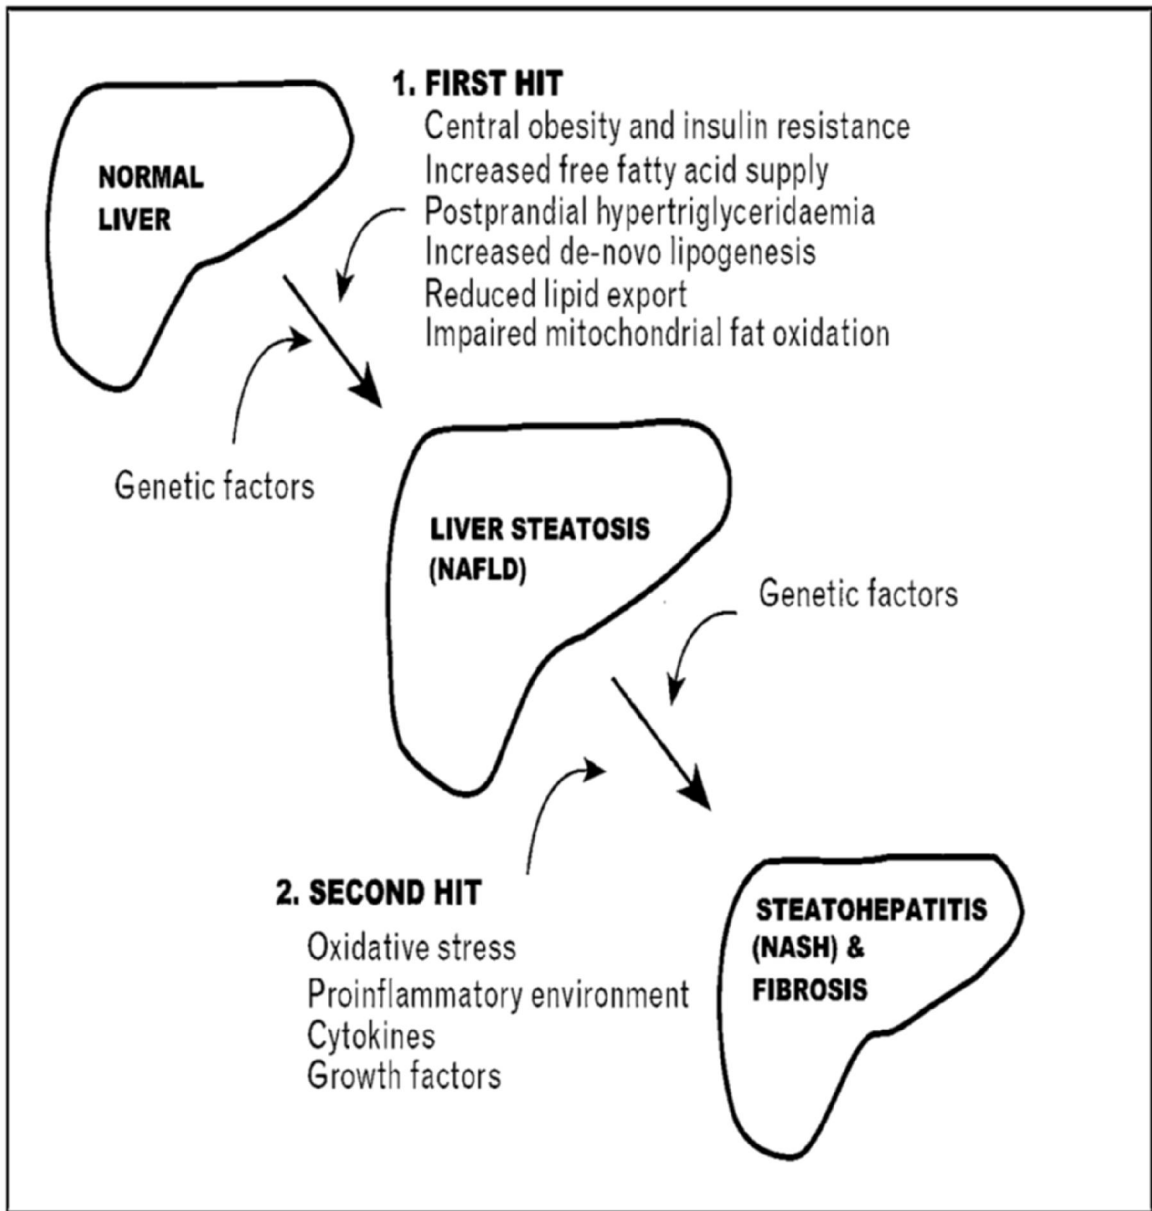 NORMAL
LIVER
1. FIRST HIT
Central obesity and insulin resistance
Increased free fatty acid supply
Postprandial hypertriglyceridaemia
Increased de-novo lipogenesis
Reduced lipid export
Impaired mitochondrial fat oxidation
Genetic factors
LIVER STEATOSIS
(NAFLD)
Genetic factors
2. SECOND HIT
Oxidative stress
Proinflammatory environment
Cytokines
Growth factors
STEATOHEPATITIS
(NASH) &
FIBROSIS